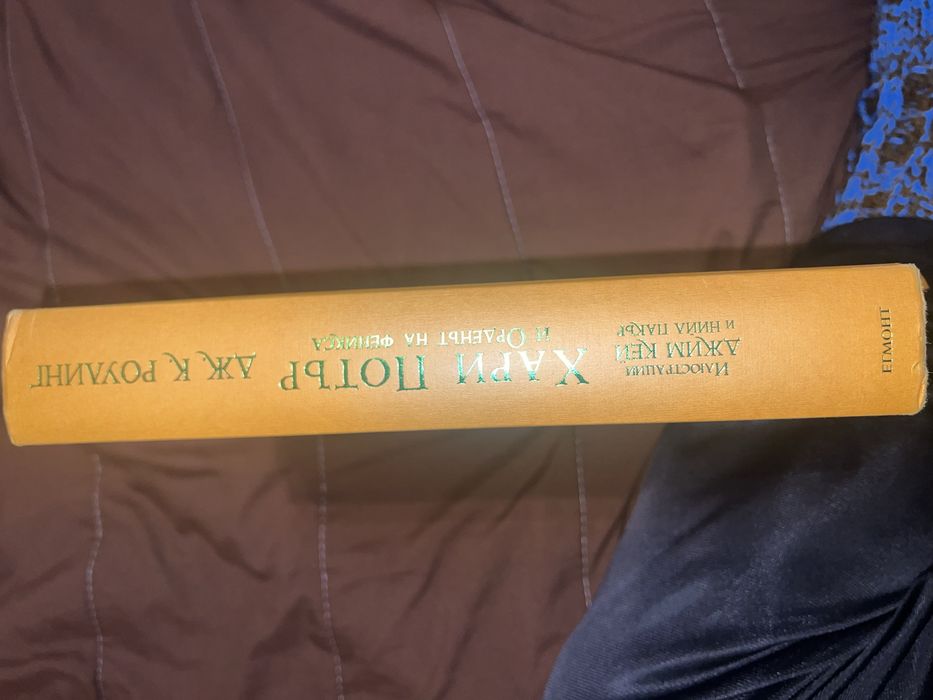 ДЖ. К. РОУЛИНГ
ХАРИ ПОТЪР
И ОРДЕНЪТ НА ФЕНИКСА
ИЛЮСТРАЦИИ
ДЖИМ КЕЙ
И НИЙЛ ПАКЪР
ЕГМОНТ